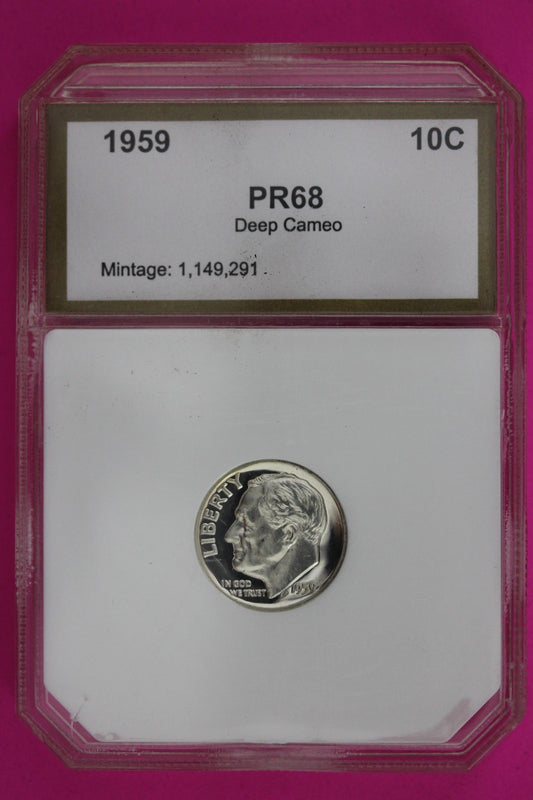 1959 10C
PR68
Deep Cameo
Mintage: 1,149,291
LIBERTY
IN GOD
WE TRUST 1959